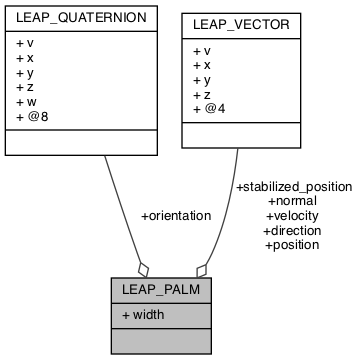 LEAP_QUATERNION
+ v
+ x
+ y
+ z
+ w
+ @8
LEAP_VECTOR
+ v
+ x
+ y
+ z
+ @4
+orientation
+stabilized_position
+normal
+velocity
+direction
+position
LEAP_PALM
+ width